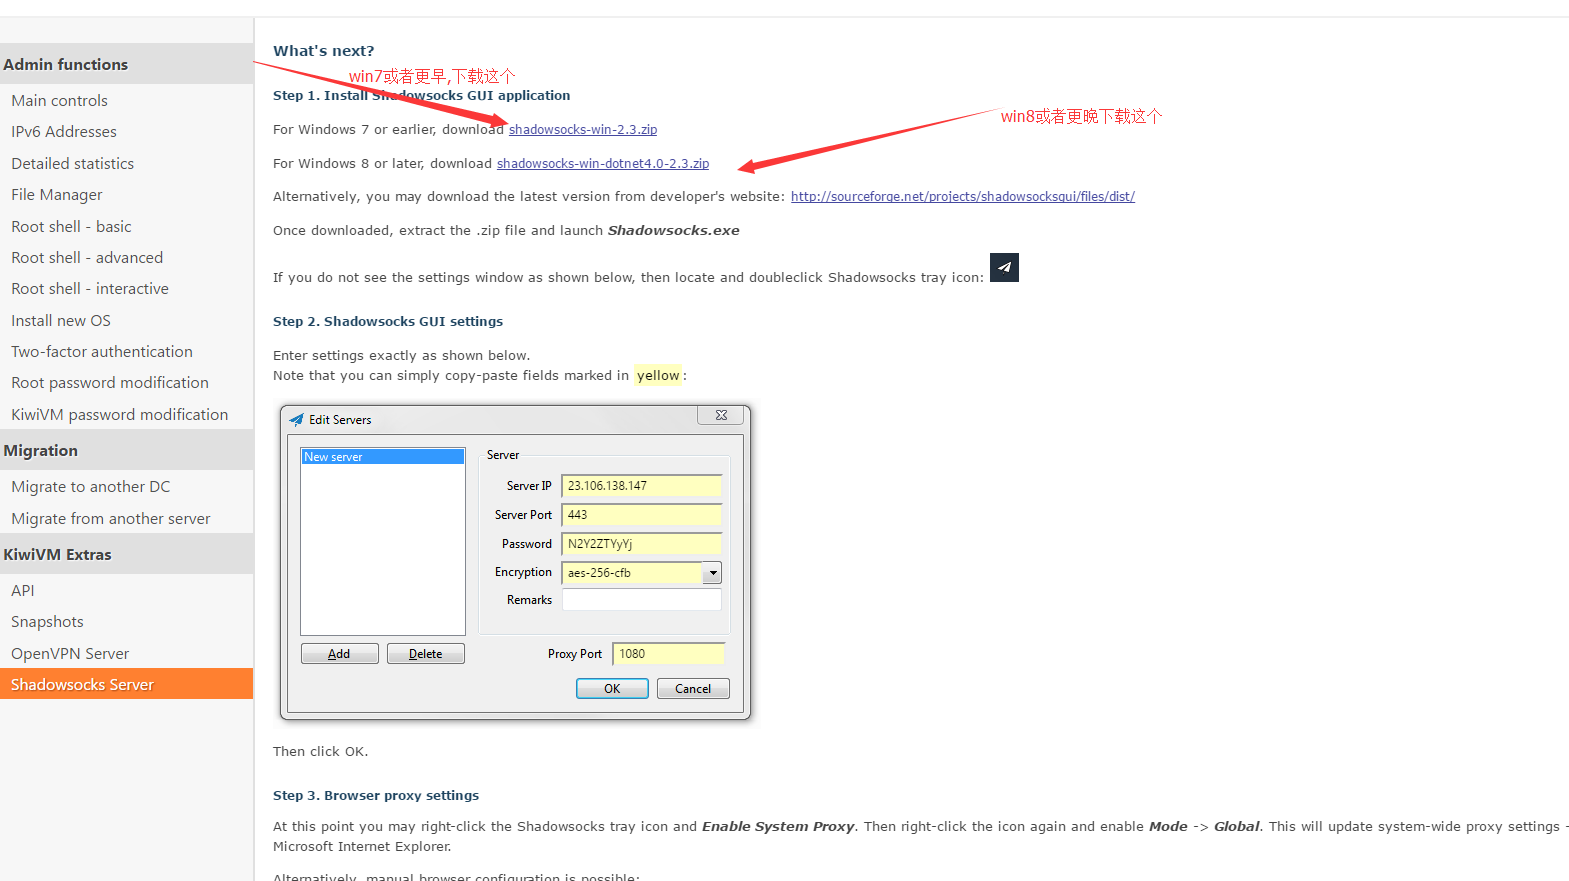 Admin functions
Main controls
IPv6 Addresses
Detailed statistics
File Manager
Root shell - basic
Root shell - advanced
Root shell - interactive
Install new OS
Two-factor authentication
Root password modification
KiwiVM password modification
Migration
Migrate to another DC
Migrate from another server
KiwiVM Extras
API
Snapshots
OpenVPN Server
Shadowsocks Server
What's next?
win7或者更早,下载这个
Step 1. Install Shadowsocks GUI application
win8或者更晚下载这个
For Windows 7 or earlier, download shadowsocks-win-2.3.zip
For Windows 8 or later, download shadowsocks-win-dotnet4.0-2.3.zip
Alternatively, you may download the latest version from developer's website: http://sourceforge.net/projects/shadowsocksgui/files/dist/
Once downloaded, extract the .zip file and launch Shadowsocks.exe
If you do not see the settings window as shown below, then locate and doubleclick Shadowsocks tray icon:
Step 2. Shadowsocks GUI settings
Enter settings exactly as shown below.
Note that you can simply copy-paste fields marked in yellow:
Edit Servers
New server
Server
Server IP 23.106.138.147
Server Port 443
Password N2Y2ZTYyYj
Encryption aes-256-cfb
Remarks
Add Delete
Proxy Port 1080
OK Cancel
Then click OK.
Step 3. Browser proxy settings
At this point you may right-click the Shadowsocks tray icon and Enable System Proxy. Then right-click the icon again and enable Mode -> Global. This will update system-wide proxy settings -
Microsoft Internet Explorer.
Alternatively, manual browser configuration is possible: